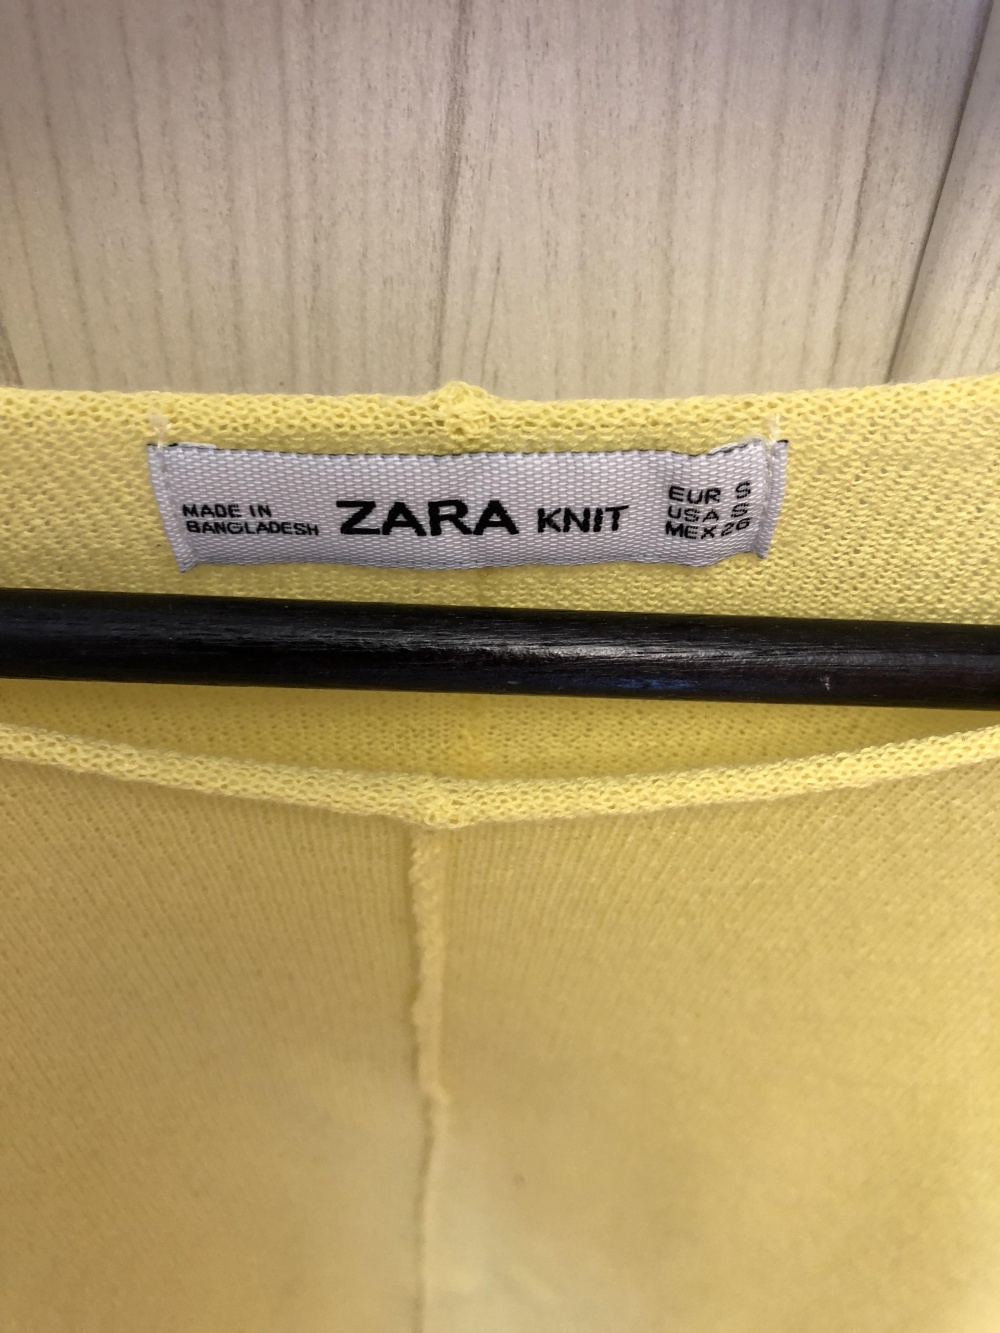 MADE IN
BANGLADESH
ZARA KNIT
EUR S
USA S
MEX 26